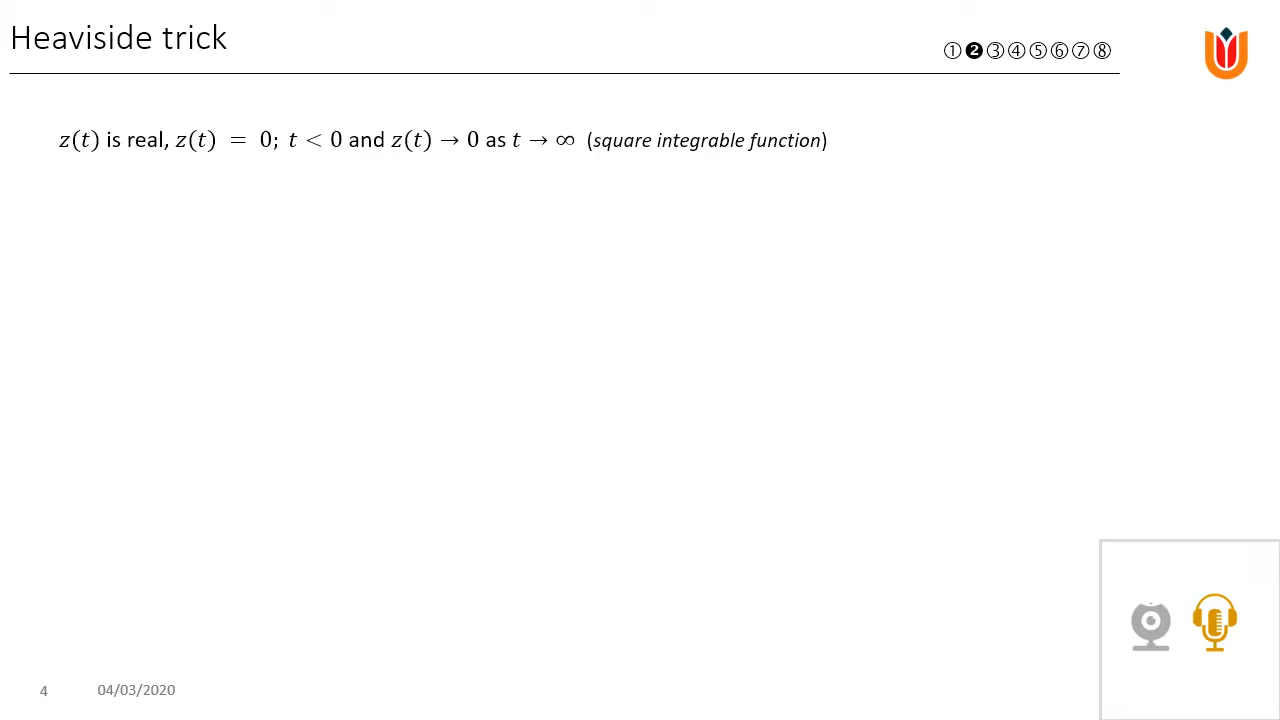 Heaviside trick
①❷③④⑤⑥⑦⑧
z(t) is real, z(t) = 0; t < 0 and z(t) → 0 as t → ∞ (square integrable function)
4 04/03/2020